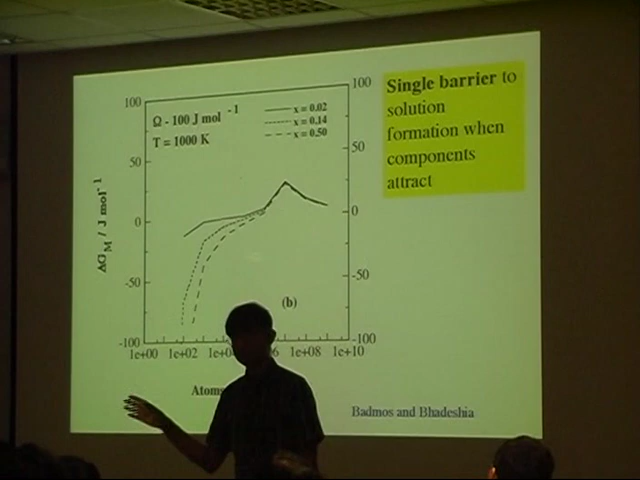 Single barrier to
solution
formation when
components
attract
Ω - 100 J mol -1
T = 1000 K
x = 0.02
x = 0.14
x = 0.50
ΔG M / J mol -1
100
50
0
-50
-100
100
50
0
-50
-100
(b)
1e+00 1e+02 1e+08 1e+10
Atoms
Badmos and Bhadeshia